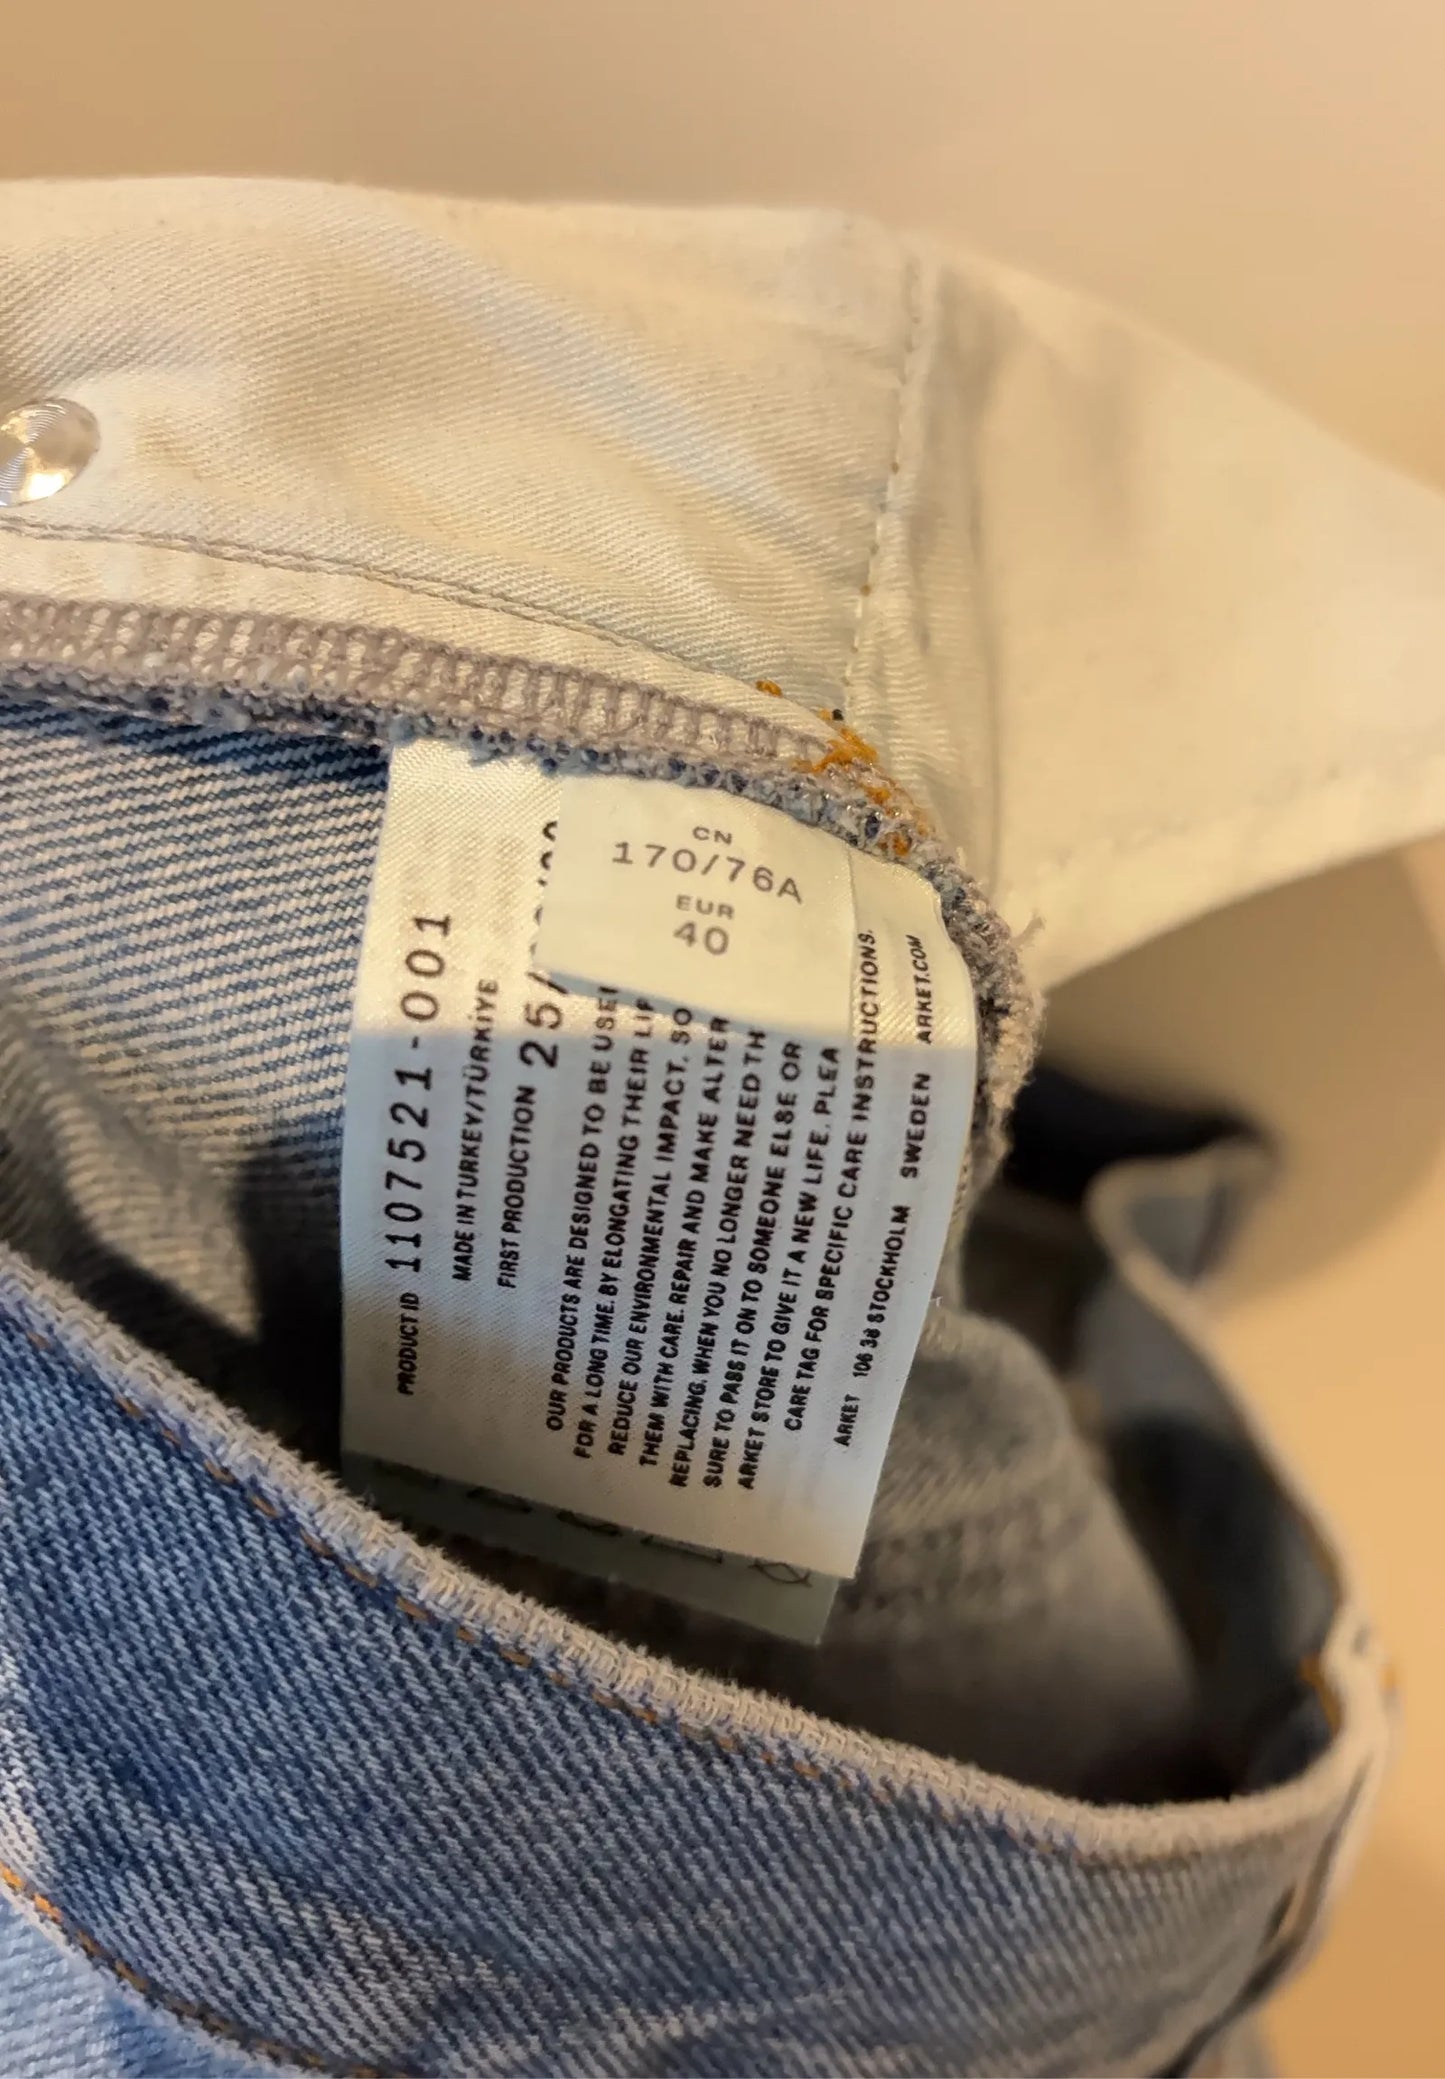 CN
170/76A
EUR
40
PRODUCT ID 1107521-001
MADE IN TURKEY/TÜRKİYE
FIRST PRODUCTION 25/
OUR PRODUCTS ARE DESIGNED TO BE USE
FOR A LONG TIME. BY ELONGATING THEIR LIF
REDUCE OUR ENVIRONMENTAL IMPACT. SO
THEM WITH CARE. REPAIR AND MAKE ALTER
REPLACING. WHEN YOU NO LONGER NEED TH
SURE TO PASS IT ON TO SOMEONE ELSE OR
ARKET STORE TO GIVE IT A NEW LIFE. PLEA
CARE TAG FOR SPECIFIC CARE INSTRUCTIONS.
ARKET 106 38 STOCKHOLM SWEDEN ARKET.COM